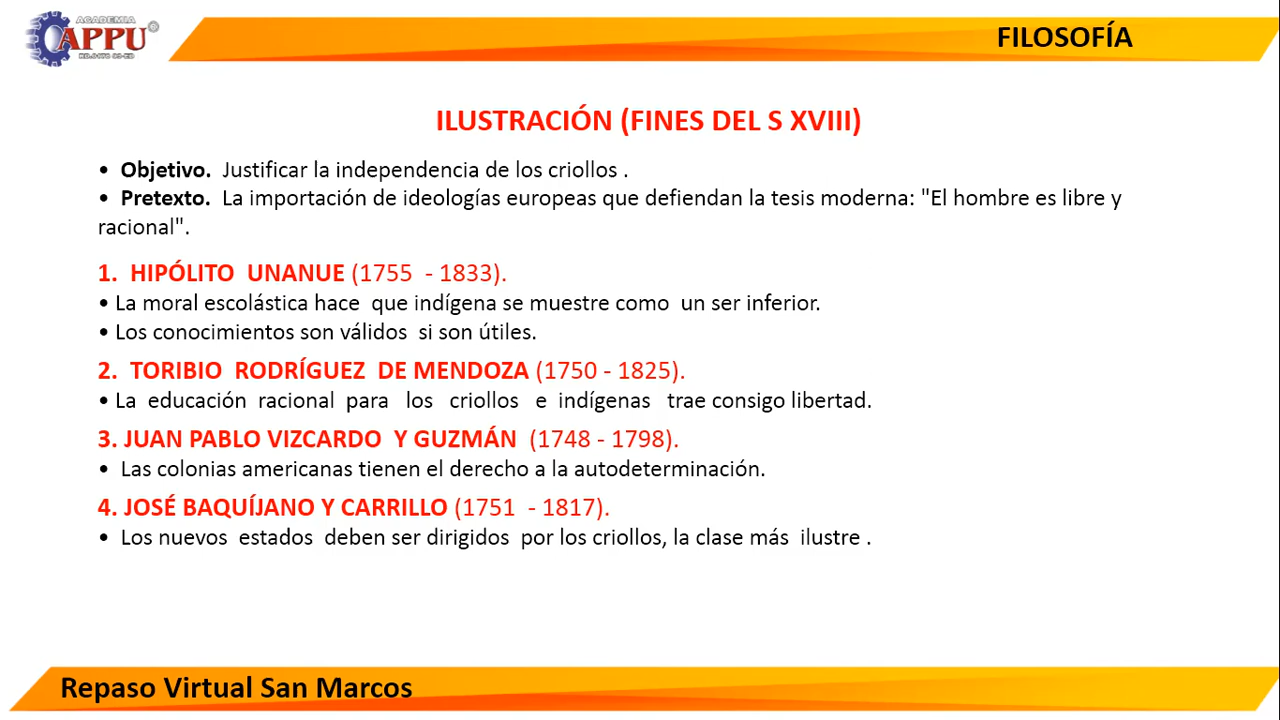 ACADEMIA
APPU
FILOSOFÍA
ILUSTRACIÓN (FINES DEL S XVIII)
• Objetivo. Justificar la independencia de los criollos .
• Pretexto. La importación de ideologías europeas que defiendan la tesis moderna: "El hombre es libre y
racional".
1. HIPÓLITO UNANUE (1755 - 1833).
• La moral escolástica hace que indígena se muestre como un ser inferior.
• Los conocimientos son válidos si son útiles.
2. TORIBIO RODRÍGUEZ DE MENDOZA (1750 - 1825).
• La educación racional para los criollos e indígenas trae consigo libertad.
3. JUAN PABLO VIZCARDO Y GUZMÁN (1748 - 1798).
• Las colonias americanas tienen el derecho a la autodeterminación.
4. JOSÉ BAQUÍJANO Y CARRILLO (1751 - 1817).
• Los nuevos estados deben ser dirigidos por los criollos, la clase más ilustre .
Repaso Virtual San Marcos